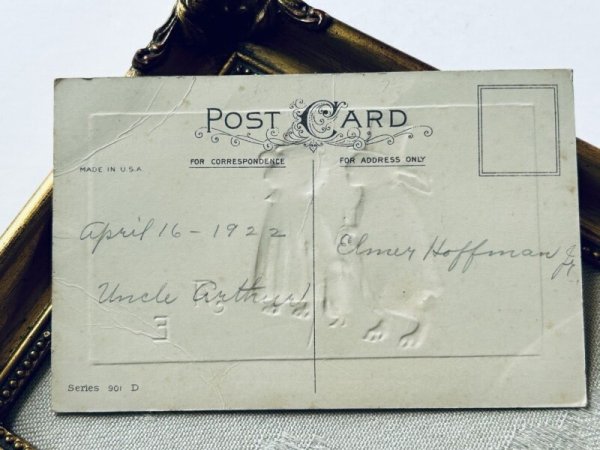 POST CARD
FOR CORRESPONDENCE
FOR ADDRESS ONLY
MADE IN U.S.A.
April 16 - 1922
Elmer Hoffman Jr
Uncle Arthur
Series 901 D